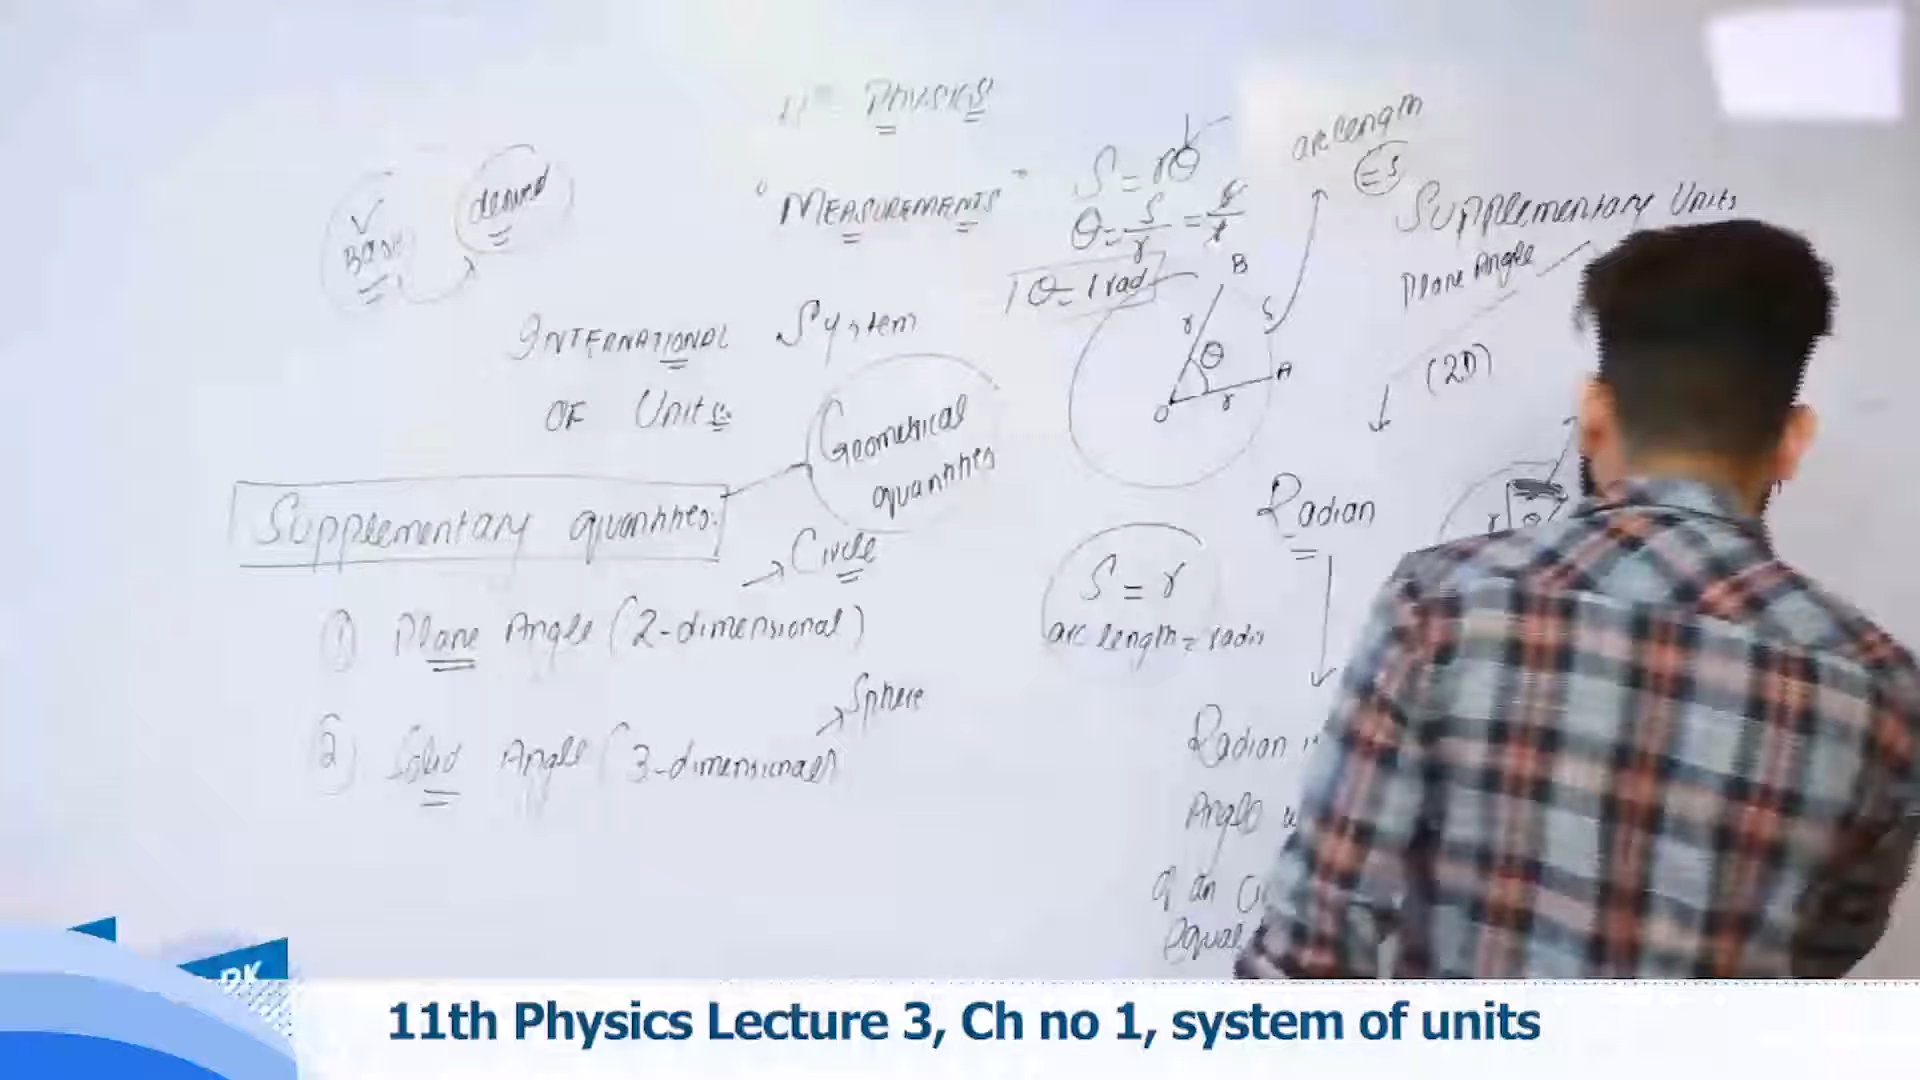 11th PHYSICS
"MEASUREMENTS"
Base
derived
INTERNATIONAL System
OF Units
Geometrical
quantities
Supplementary quantities.
Circle
① Plane Angle (2-dimensional)
Sphere
② Solid Angle (3-dimensional)
S = rθ
θ = S/r = r/r
θ = 1 rad
B
r
S
θ
A
O
r
arc length
= S
Supplementary Units
Plane Angle
(2D)
Radian
r θ
S = r
arc length =
Radian
Angle
of an
Equal
DK
11th Physics Lecture 3, Ch no 1, system of units